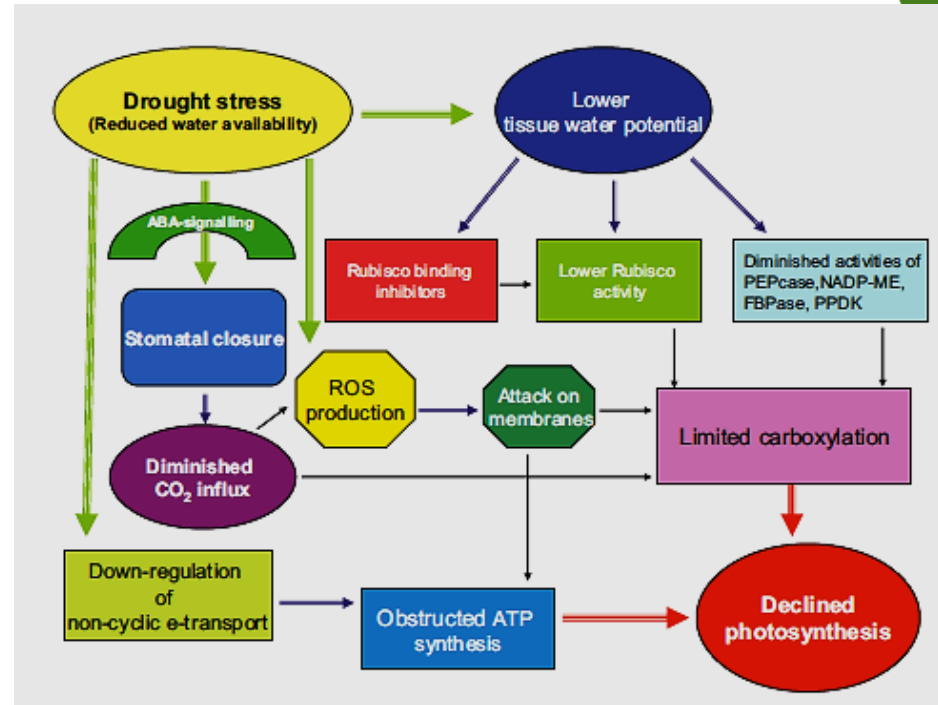 Drought stress
(Reduced water availability)
Lower
tissue water potential
ABA-signalling
Rubisco binding
inhibitors
Lower Rubisco
activity
Diminished activities of
PEPcase,NADP-ME,
FBPase, PPDK
Stomatal closure
ROS
production
Attack on
membranes
Limited carboxylation
Diminished
CO₂ influx
Down-regulation
of
non-cyclic e-transport
Obstructed ATP
synthesis
Declined
photosynthesis